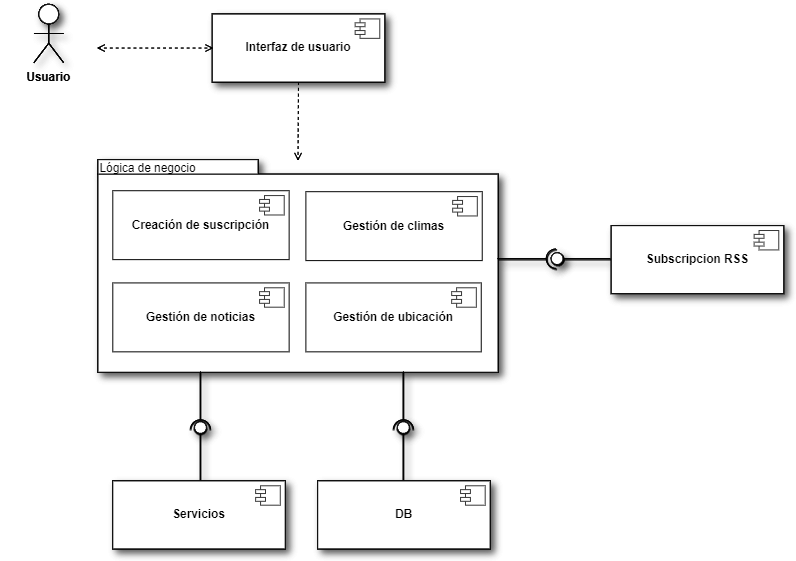 Usuario
Interfaz de usuario
Lógica de negocio
Creación de suscripción
Gestión de climas
Gestión de noticias
Gestión de ubicación
Subscripcion RSS
Servicios
DB